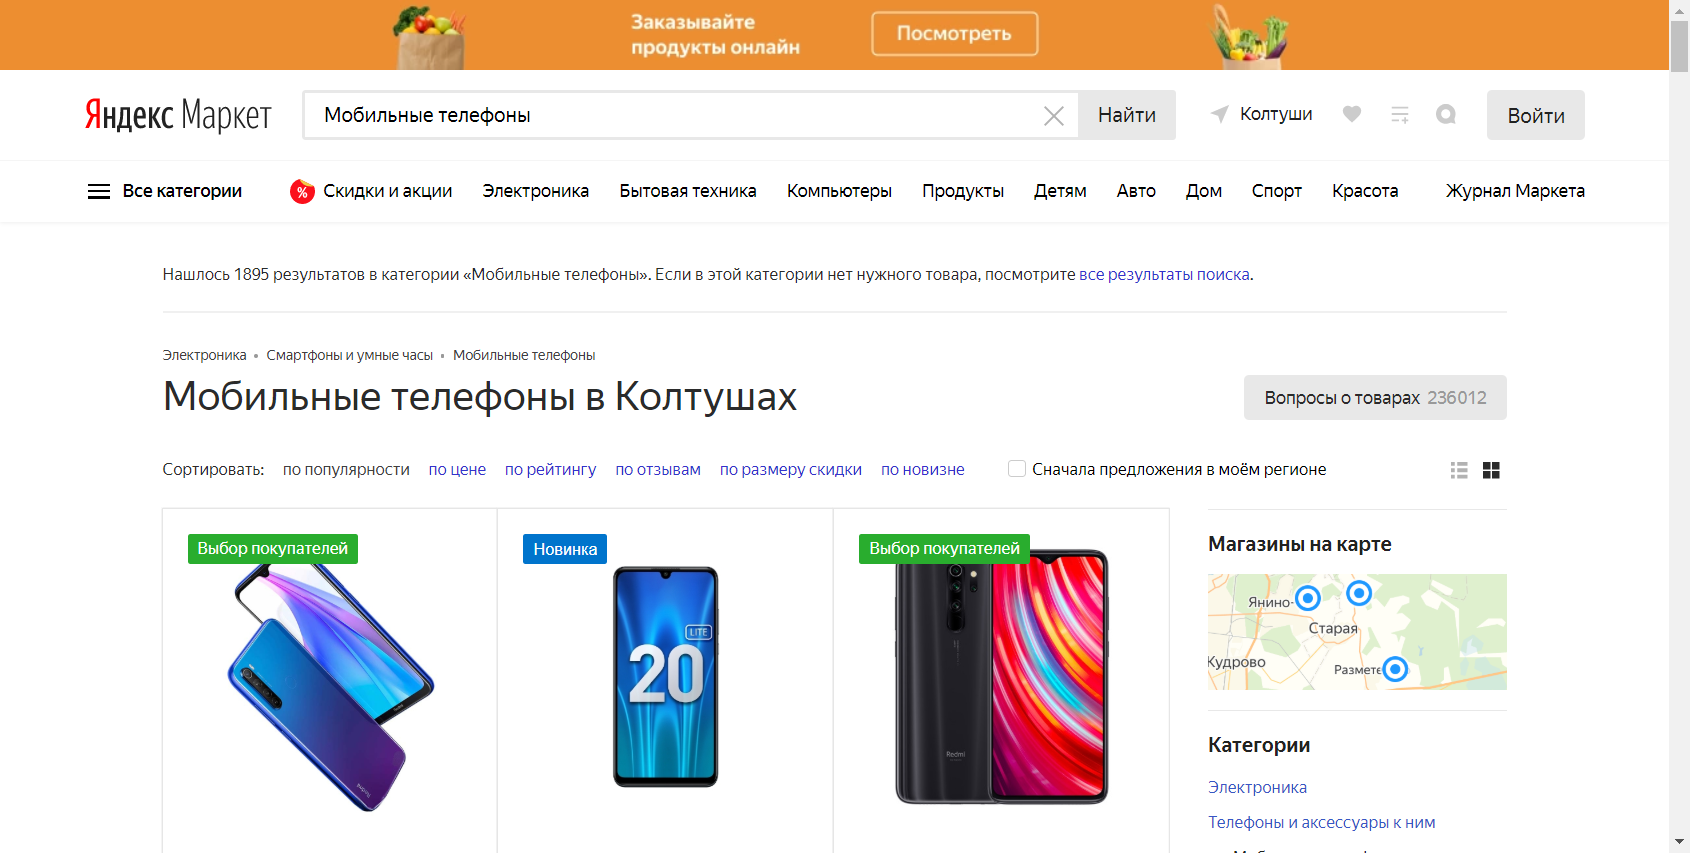 Заказывайте
продукты онлайн
Посмотреть
Яндекс Маркет
Мобильные телефоны
Найти
Колтуши
Войти
Все категории
% Скидки и акции
Электроника
Бытовая техника
Компьютеры
Продукты
Детям
Авто
Дом
Спорт
Красота
Журнал Маркета
Нашлось 1895 результатов в категории «Мобильные телефоны». Если в этой категории нет нужного товара, посмотрите все результаты поиска.
Электроника • Смартфоны и умные часы • Мобильные телефоны
Мобильные телефоны в Колтушах
Вопросы о товарах 236012
Сортировать: по популярности по цене по рейтингу по отзывам по размеру скидки по новизне
Сначала предложения в моём регионе
Выбор покупателей
Redmi
Новинка
LITE
20
Выбор покупателей
Redmi
Магазины на карте
Янино-
Старая
Кудрово
Размете
Категории
Электроника
Телефоны и аксессуары к ним